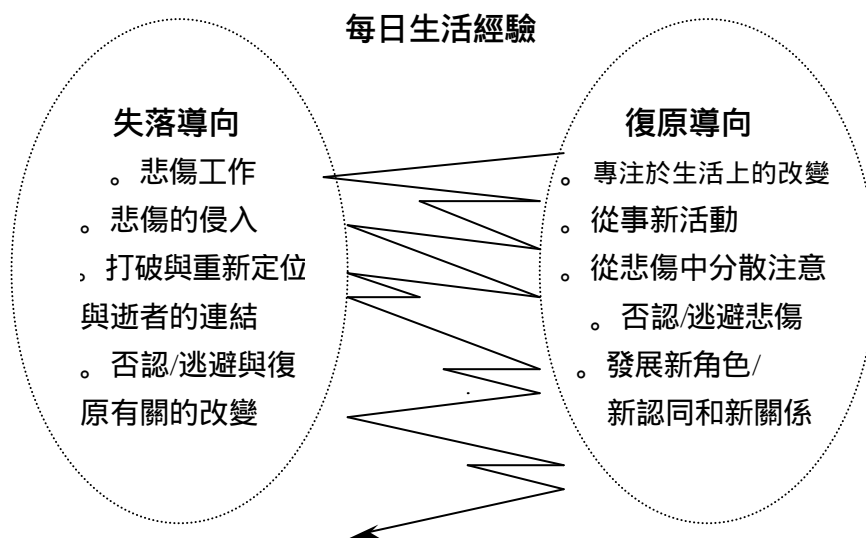 每日生活經驗
失落導向
。悲傷工作
。悲傷的侵入
。打破與重新定位
與逝者的連結
。否認/逃避與復
原有關的改變
復原導向
。專注於生活上的改變
。從事新活動
。從悲傷中分散注意
。否認/逃避悲傷
。發展新角色/
新認同和新關係